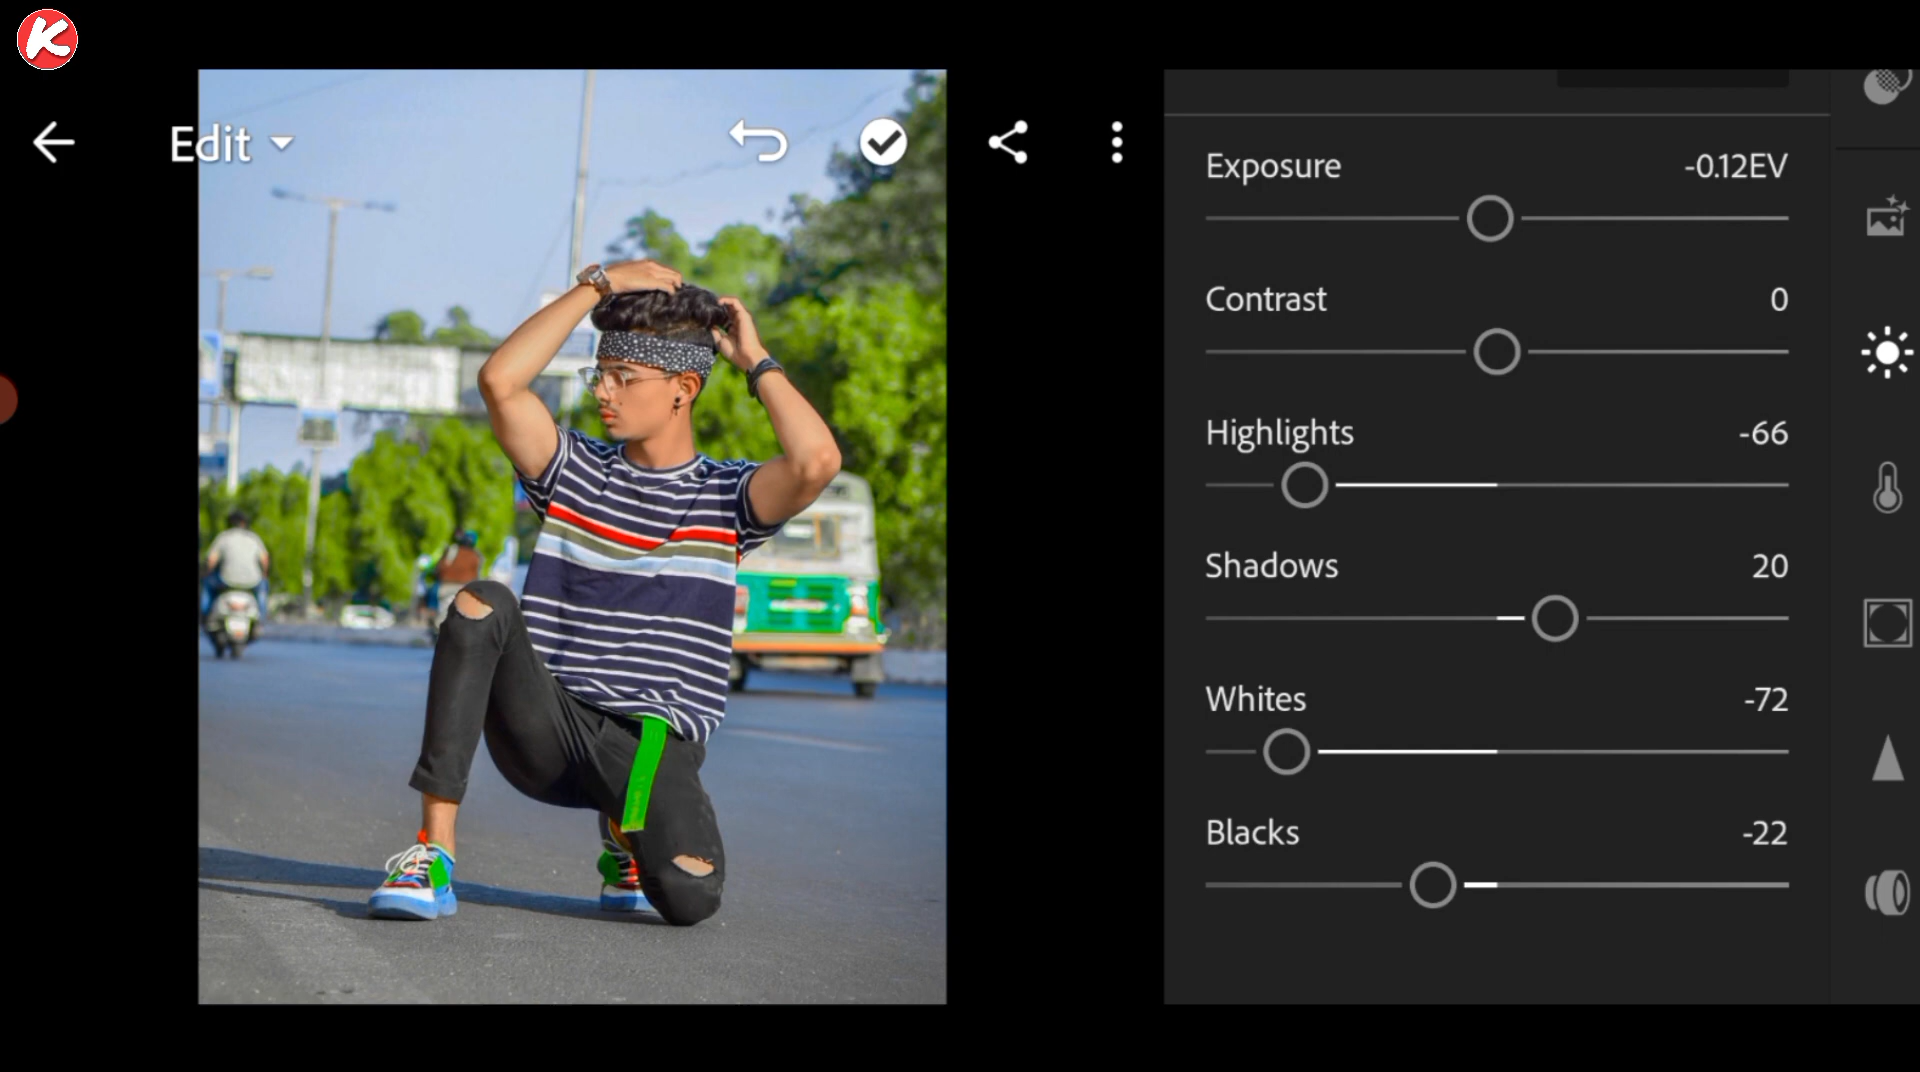 K
Edit
Exposure -0.12EV
Contrast 0
Highlights -66
Shadows 20
Whites -72
Blacks -22